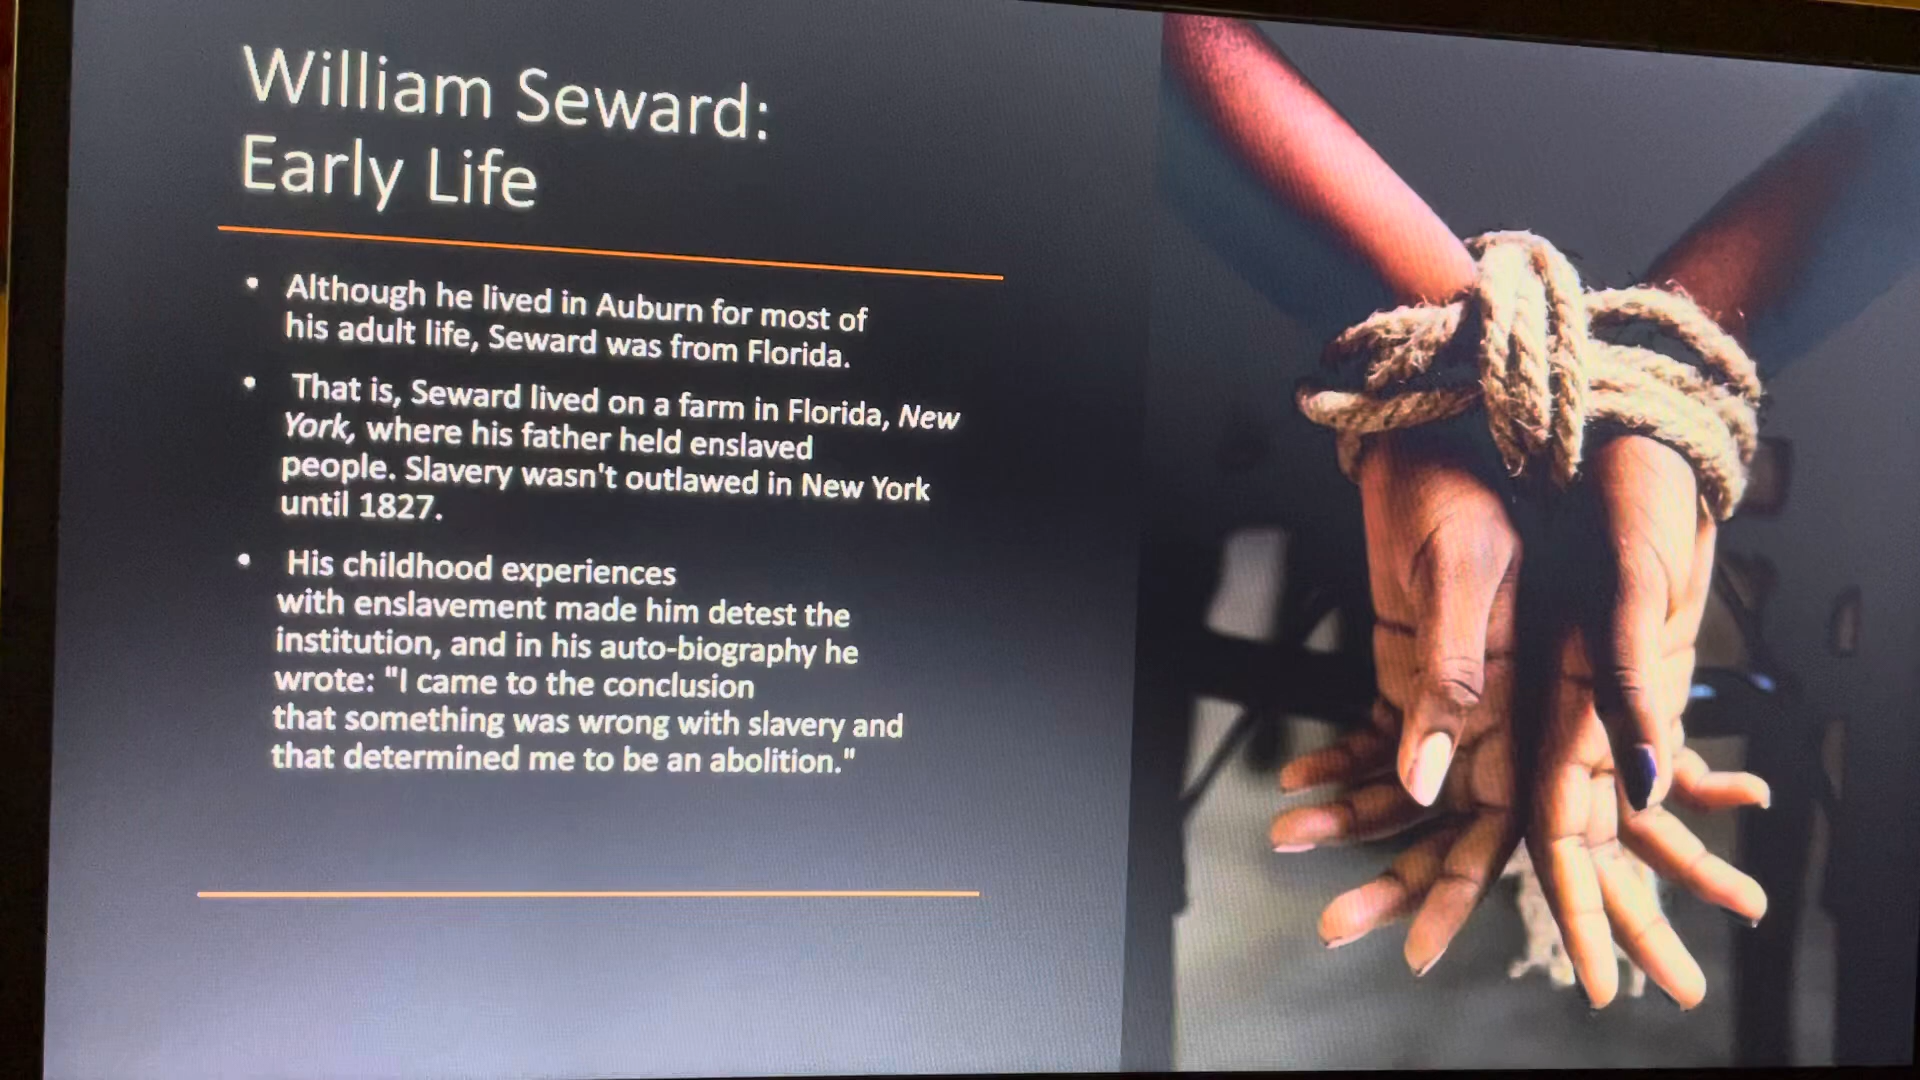 William Seward:
Early Life
• Although he lived in Auburn for most of
his adult life, Seward was from Florida.
• That is, Seward lived on a farm in Florida, New
York, where his father held enslaved
people. Slavery wasn't outlawed in New York
until 1827.
• His childhood experiences
with enslavement made him detest the
institution, and in his auto-biography he
wrote: "I came to the conclusion
that something was wrong with slavery and
that determined me to be an abolition."